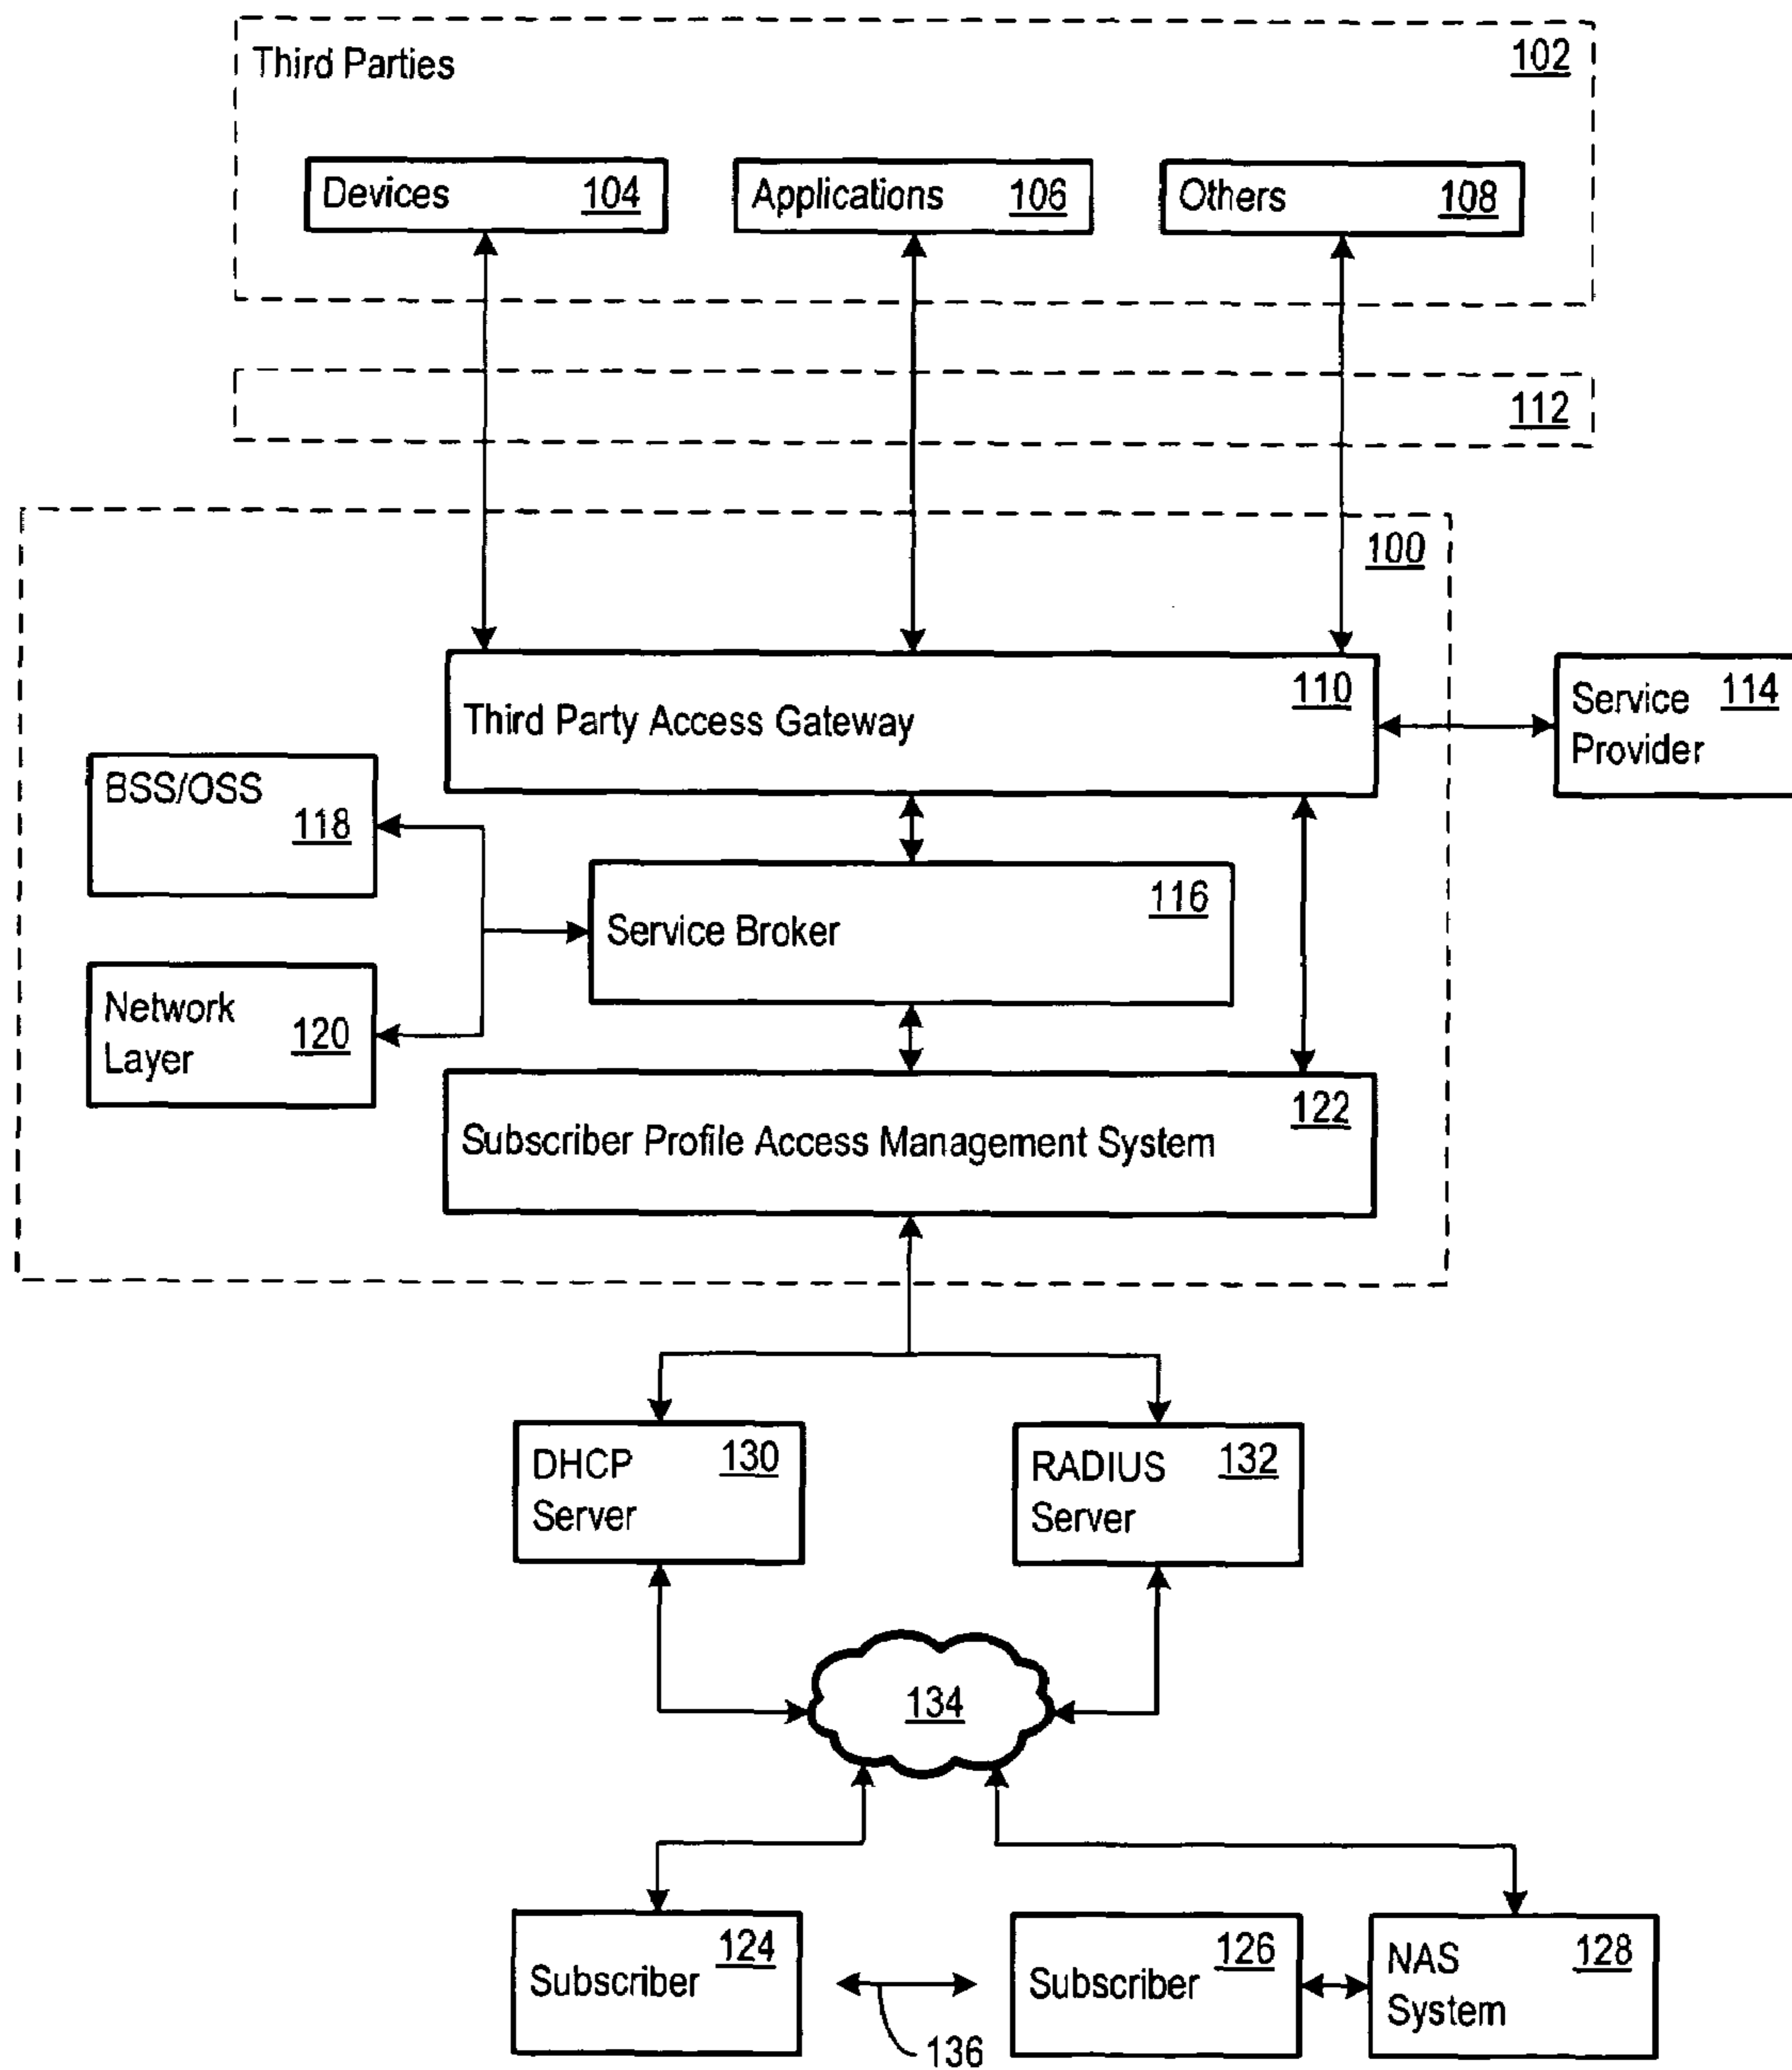 Third Parties 102
Devices 104
Applications 106
Others 108
112
100
110
Third Party Access Gateway
Service 114
Provider
BSS/OSS
118
116
Service Broker
Network
Layer
120
122
Subscriber Profile Access Management System
DHCP 130
Server
RADIUS 132
Server
134
124
Subscriber
126
Subscriber
NAS 128
System
136